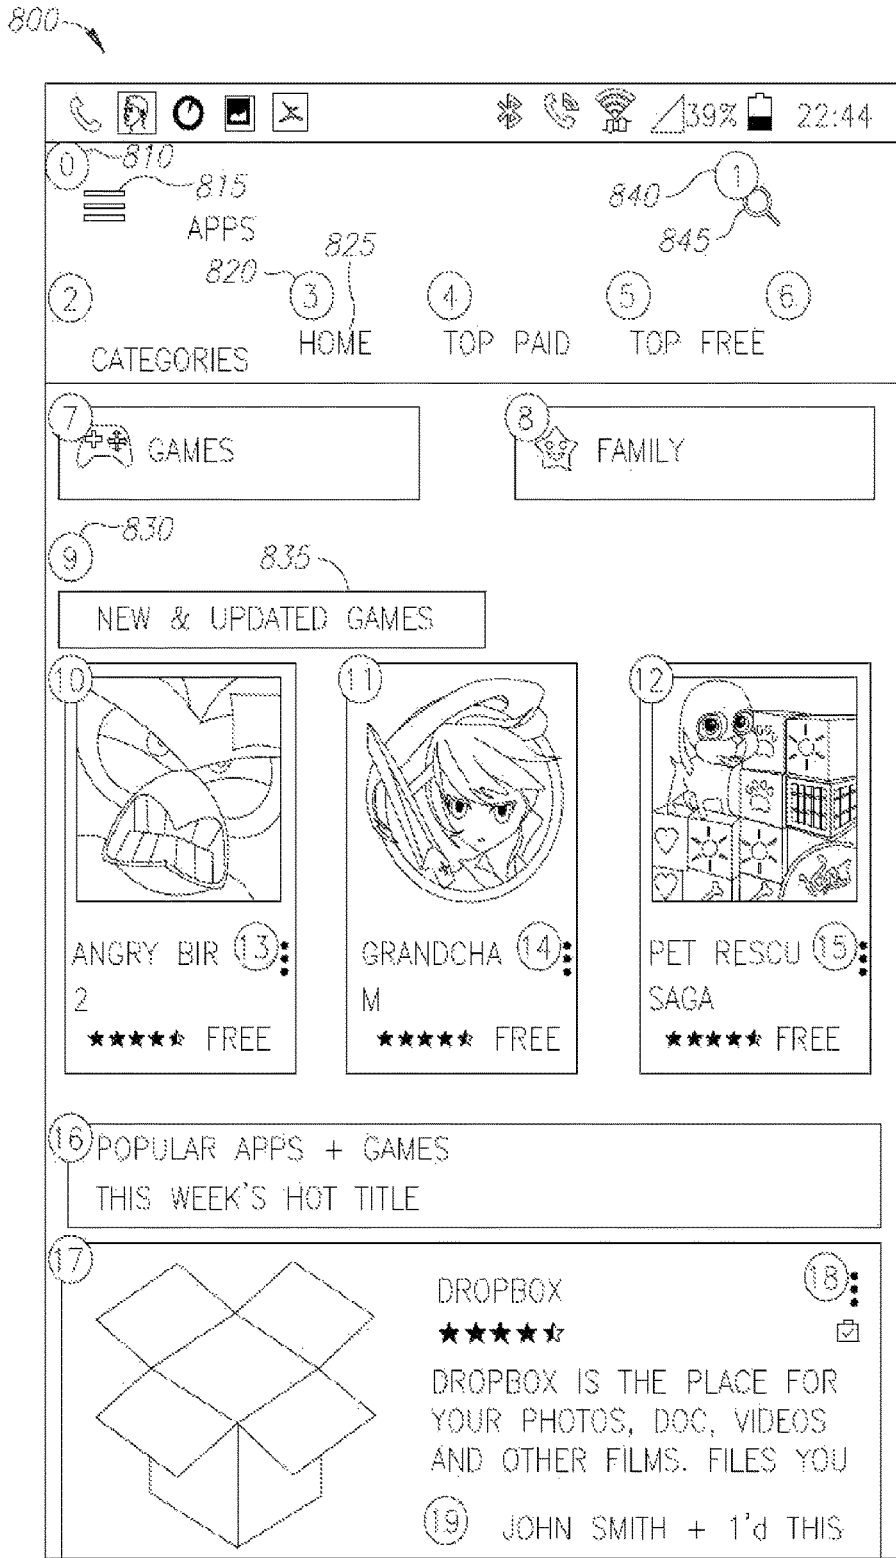 800
39% 22:44
0 810
815
840 1
845
APPS
825
820
2 3 4 5 6
CATEGORIES HOME TOP PAID TOP FREE
7 GAMES
8 FAMILY
9 830
835
NEW & UPDATED GAMES
10 11 12
ANGRY BIR 13
2
FREE
GRANDCHA 14
M
FREE
PET RESCU 15
SAGA
FREE
16 POPULAR APPS + GAMES
THIS WEEK'S HOT TITLE
17
DROPBOX 18
DROPBOX IS THE PLACE FOR
YOUR PHOTOS, DOC, VIDEOS
AND OTHER FILMS. FILES YOU
19 JOHN SMITH + 1'd THIS